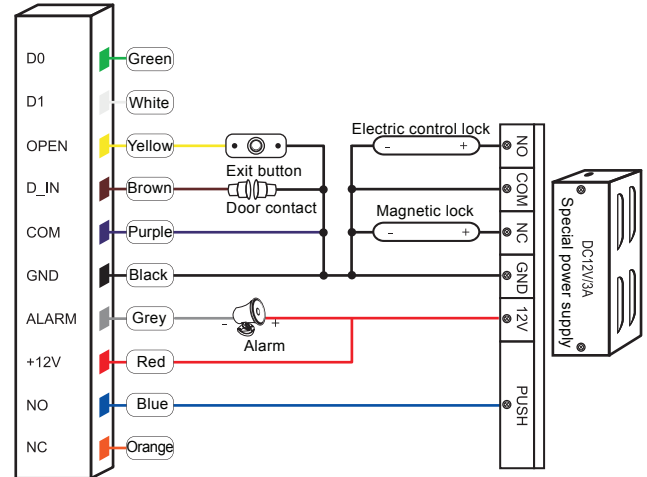 D0 Green
D1 White
OPEN Yellow
Exit button
D_IN Brown
Door contact
COM Purple
GND Black
ALARM Grey - +
Alarm
+12V Red
NO Blue
NC Orange
Electric control lock
- +
Magnetic lock
- +
NO
COM
NC
GND
12V
PUSH
DC12V/3A
Special power supply